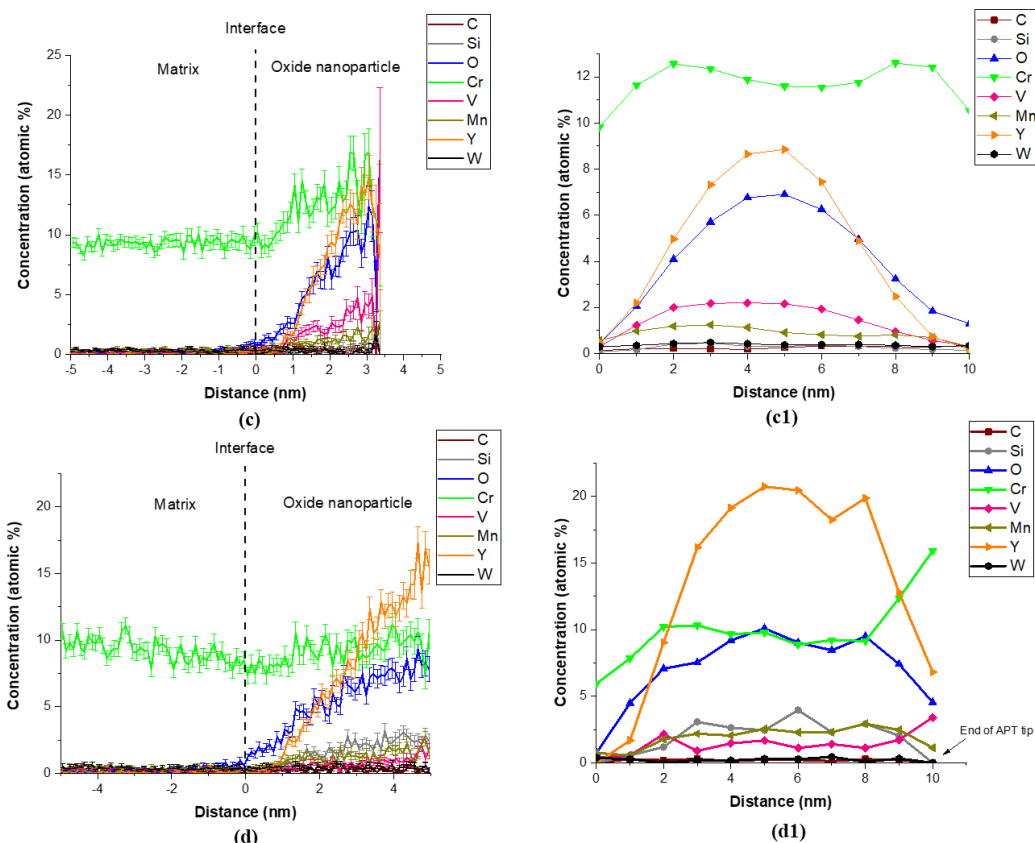 Interface
Matrix
Oxide nanoparticle
C
Si
O
Cr
V
Mn
Y
W
Concentration (atomic %)
25
20
15
10
5
0
-5 -4 -3 -2 -1 0 1 2 3 4 5
Distance (nm)
(c)
C
Si
O
Cr
V
Mn
Y
W
Concentration (atomic %)
12
10
8
6
4
2
0
0 2 4 6 8 10
Distance (nm)
(c1)
Interface
Matrix
Oxide nanoparticle
C
Si
O
Cr
V
Mn
Y
W
Concentration (atomic %)
20
15
10
5
0
-4 -2 0 2 4
Distance (nm)
(d)
C
Si
O
Cr
V
Mn
Y
W
Concentration (atomic %)
25
20
15
10
5
0
End of APT tip
0 2 4 6 8 10
Distance (nm)
(d1)